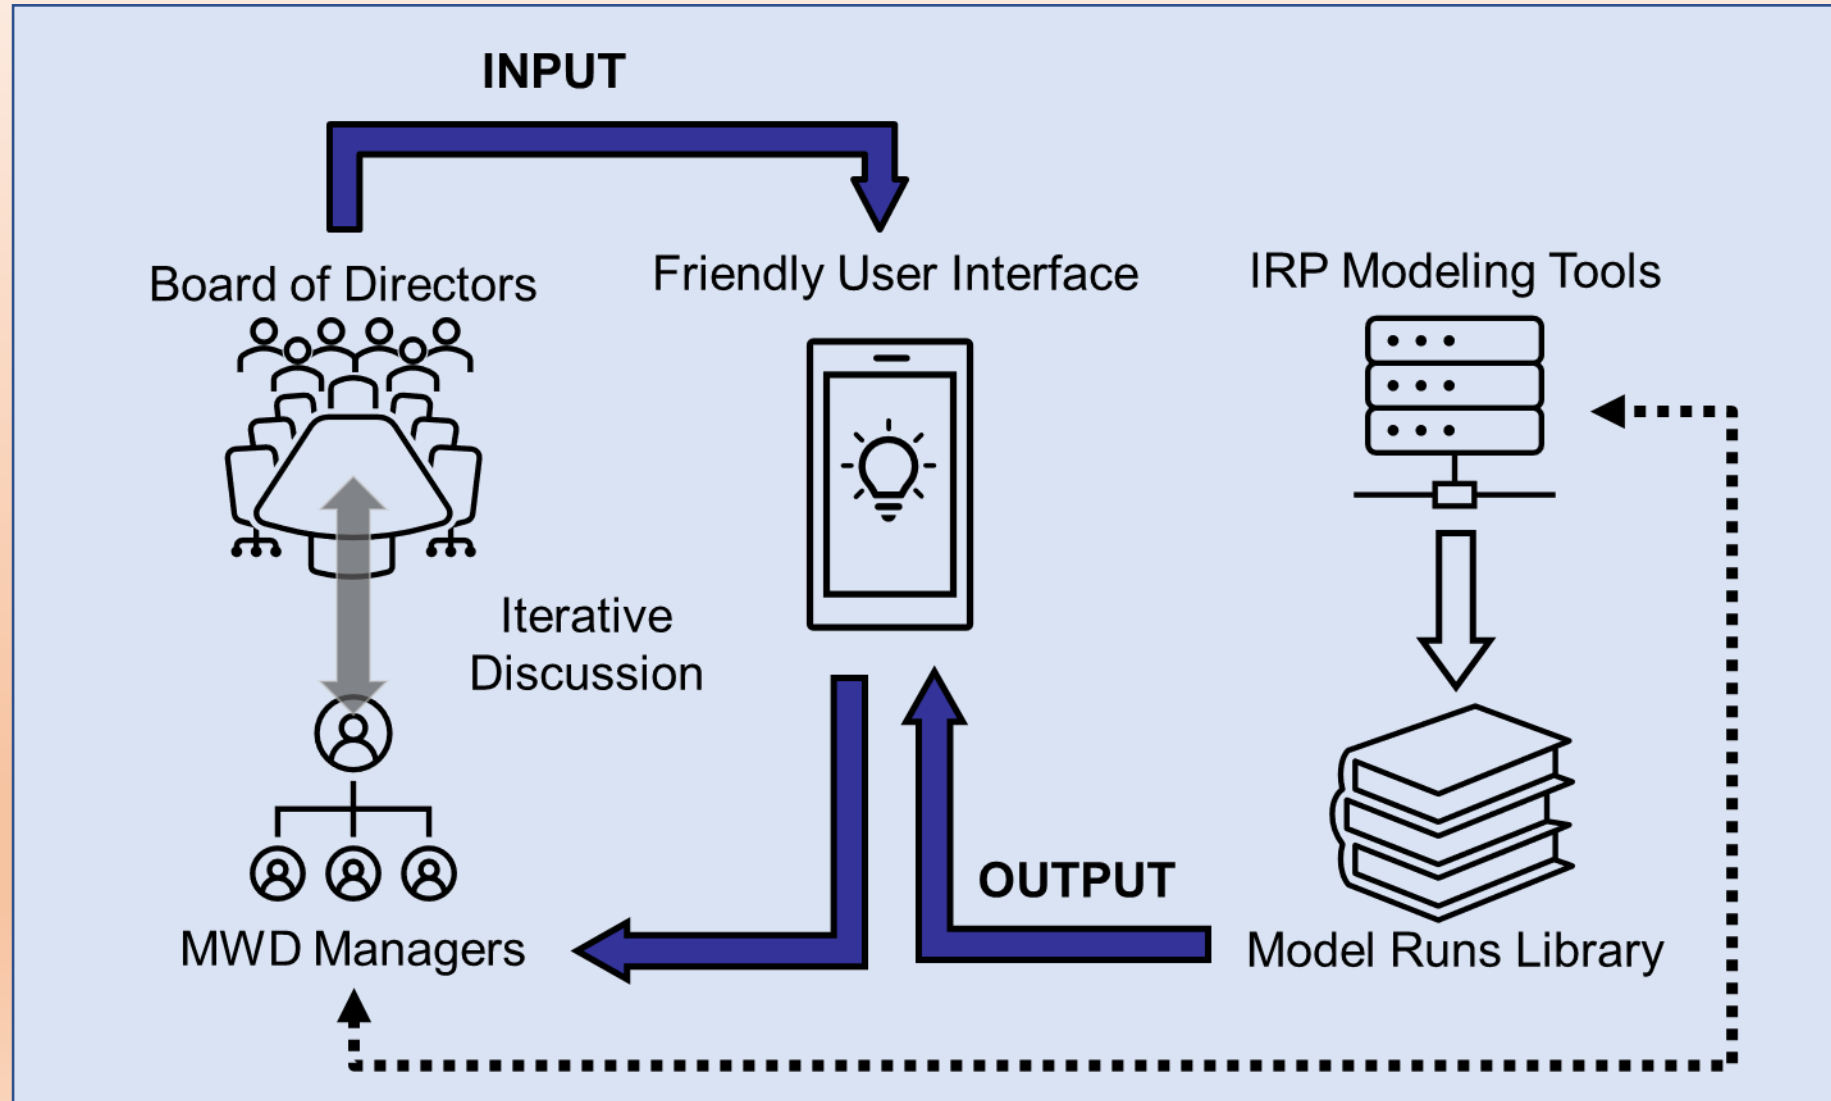 INPUT
Board of Directors
Friendly User Interface
IRP Modeling Tools
Iterative
Discussion
OUTPUT
MWD Managers
Model Runs Library